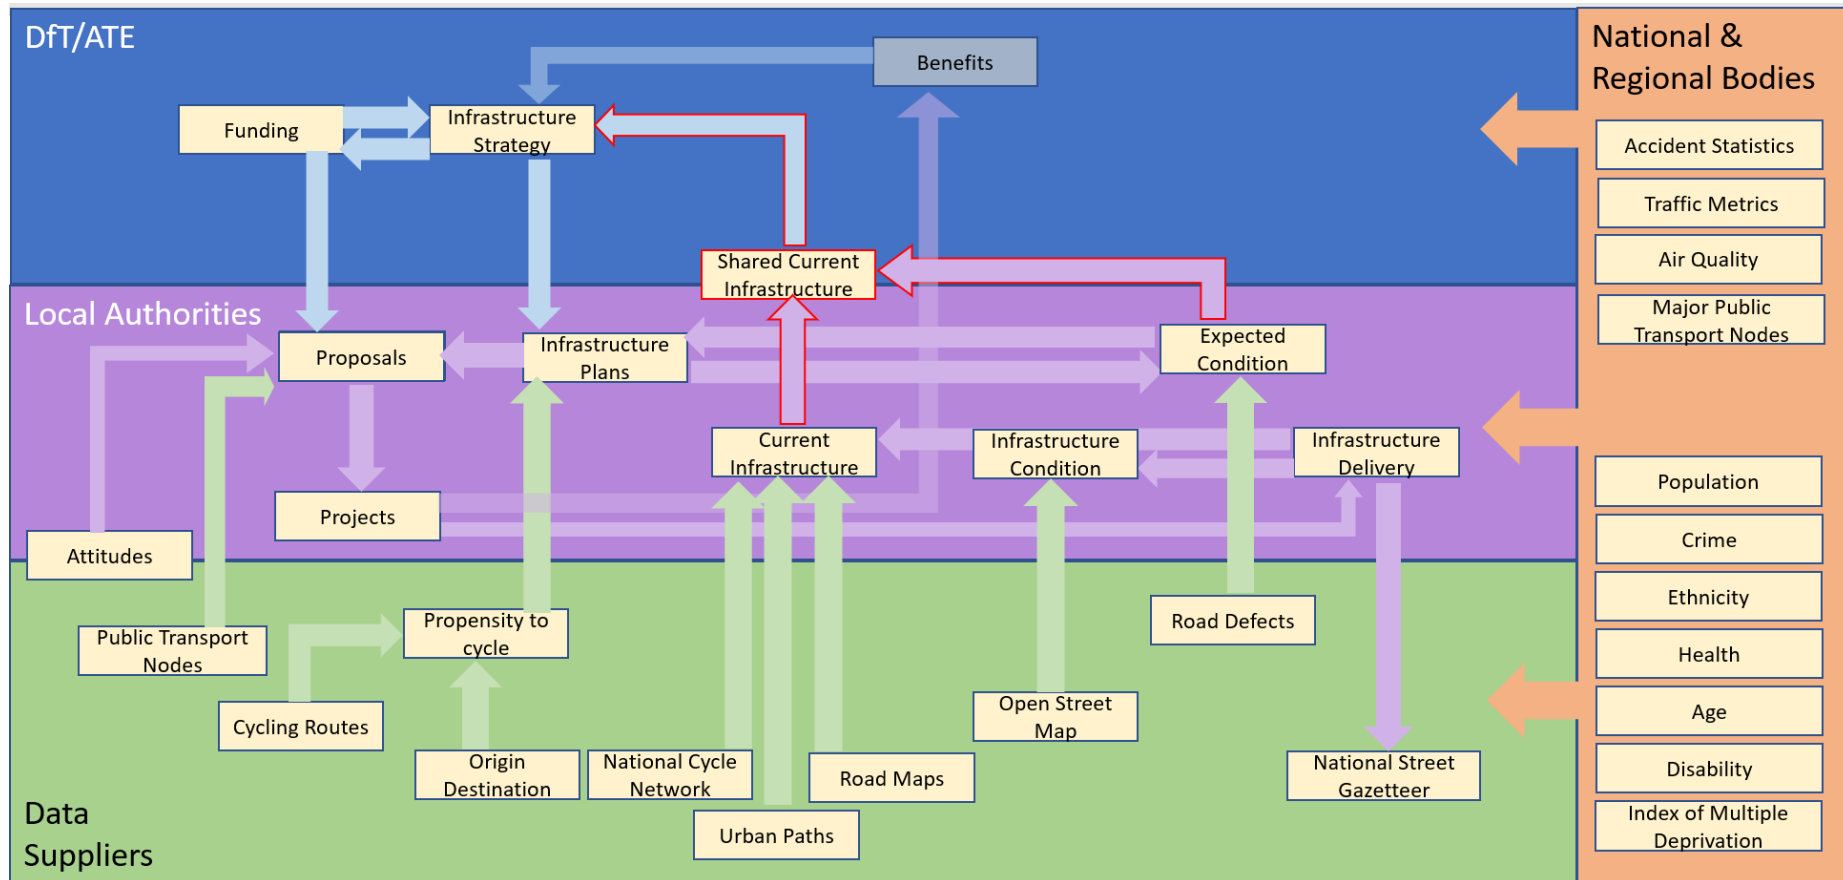 DfT/ATE
Benefits
Funding
Infrastructure
Strategy
Shared Current
Infrastructure
Local Authorities
Proposals
Infrastructure
Plans
Expected
Condition
Current
Infrastructure
Infrastructure
Condition
Infrastructure
Delivery
Projects
Attitudes
Public Transport
Nodes
Propensity to
cycle
Road Defects
Cycling Routes
Open Street
Map
Origin
Destination
National Cycle
Network
Road Maps
National Street
Gazetteer
Urban Paths
Data
Suppliers
National &
Regional Bodies
Accident Statistics
Traffic Metrics
Air Quality
Major Public
Transport Nodes
Population
Crime
Ethnicity
Health
Age
Disability
Index of Multiple
Deprivation